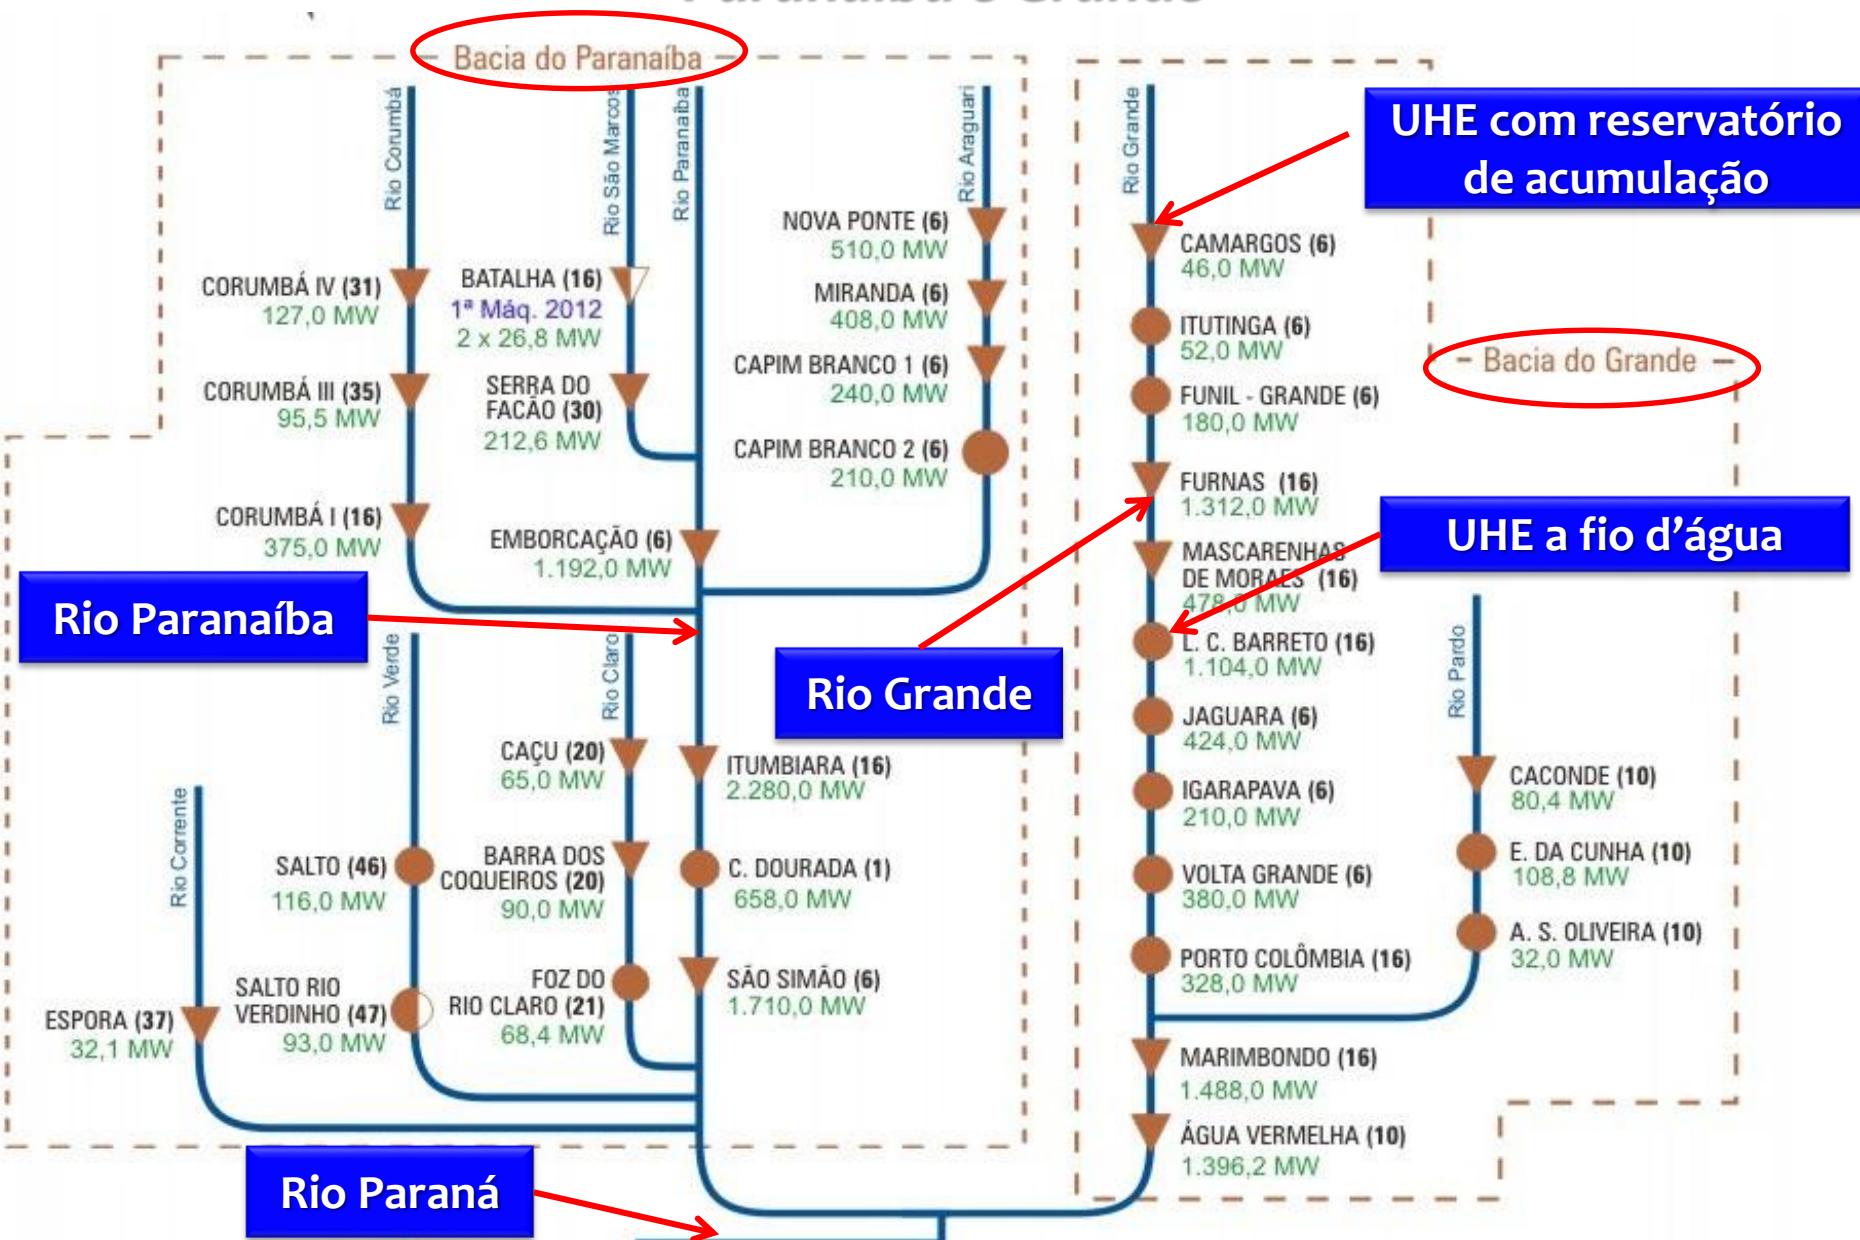 Paranaíba e Grande
Bacia do Paranaíba
Rio Corumbá
Rio São Marcos
Rio Paranaíba
Rio Araguari
CORUMBÁ IV (31)
127,0 MW
CORUMBÁ III (35)
95,5 MW
CORUMBÁ I (16)
375,0 MW
BATALHA (16)
1ª Máq. 2012
2 x 26,8 MW
SERRA DO
FACÃO (30)
212,6 MW
EMBORCAÇÃO (6)
1.192,0 MW
NOVA PONTE (6)
510,0 MW
MIRANDA (6)
408,0 MW
CAPIM BRANCO 1 (6)
240,0 MW
CAPIM BRANCO 2 (6)
210,0 MW
Rio Paranaíba
Rio Verde
Rio Claro
Rio Corrente
CAÇU (20)
65,0 MW
BARRA DOS
COQUEIROS (20)
90,0 MW
FOZ DO
RIO CLARO (21)
68,4 MW
SALTO (46)
116,0 MW
SALTO RIO
VERDINHO (47)
93,0 MW
ESPORA (37)
32,1 MW
ITUMBIARA (16)
2.280,0 MW
C. DOURADA (1)
658,0 MW
SÃO SIMÃO (6)
1.710,0 MW
Rio Paraná
Rio Grande
Rio Grande
UHE com reservatório
de acumulação
CAMARGOS (6)
46,0 MW
ITUTINGA (6)
52,0 MW
Bacia do Grande
FUNIL - GRANDE (6)
180,0 MW
FURNAS (16)
1.312,0 MW
UHE a fio d’água
MASCARENHAS
DE MORAES (16)
478,0 MW
L. C. BARRETO (16)
1.104,0 MW
JAGUARA (6)
424,0 MW
IGARAPAVA (6)
210,0 MW
VOLTA GRANDE (6)
380,0 MW
PORTO COLÔMBIA (16)
328,0 MW
Rio Pardo
CACONDE (10)
80,4 MW
E. DA CUNHA (10)
108,8 MW
A. S. OLIVEIRA (10)
32,0 MW
MARIMBONDO (16)
1.488,0 MW
ÁGUA VERMELHA (10)
1.396,2 MW